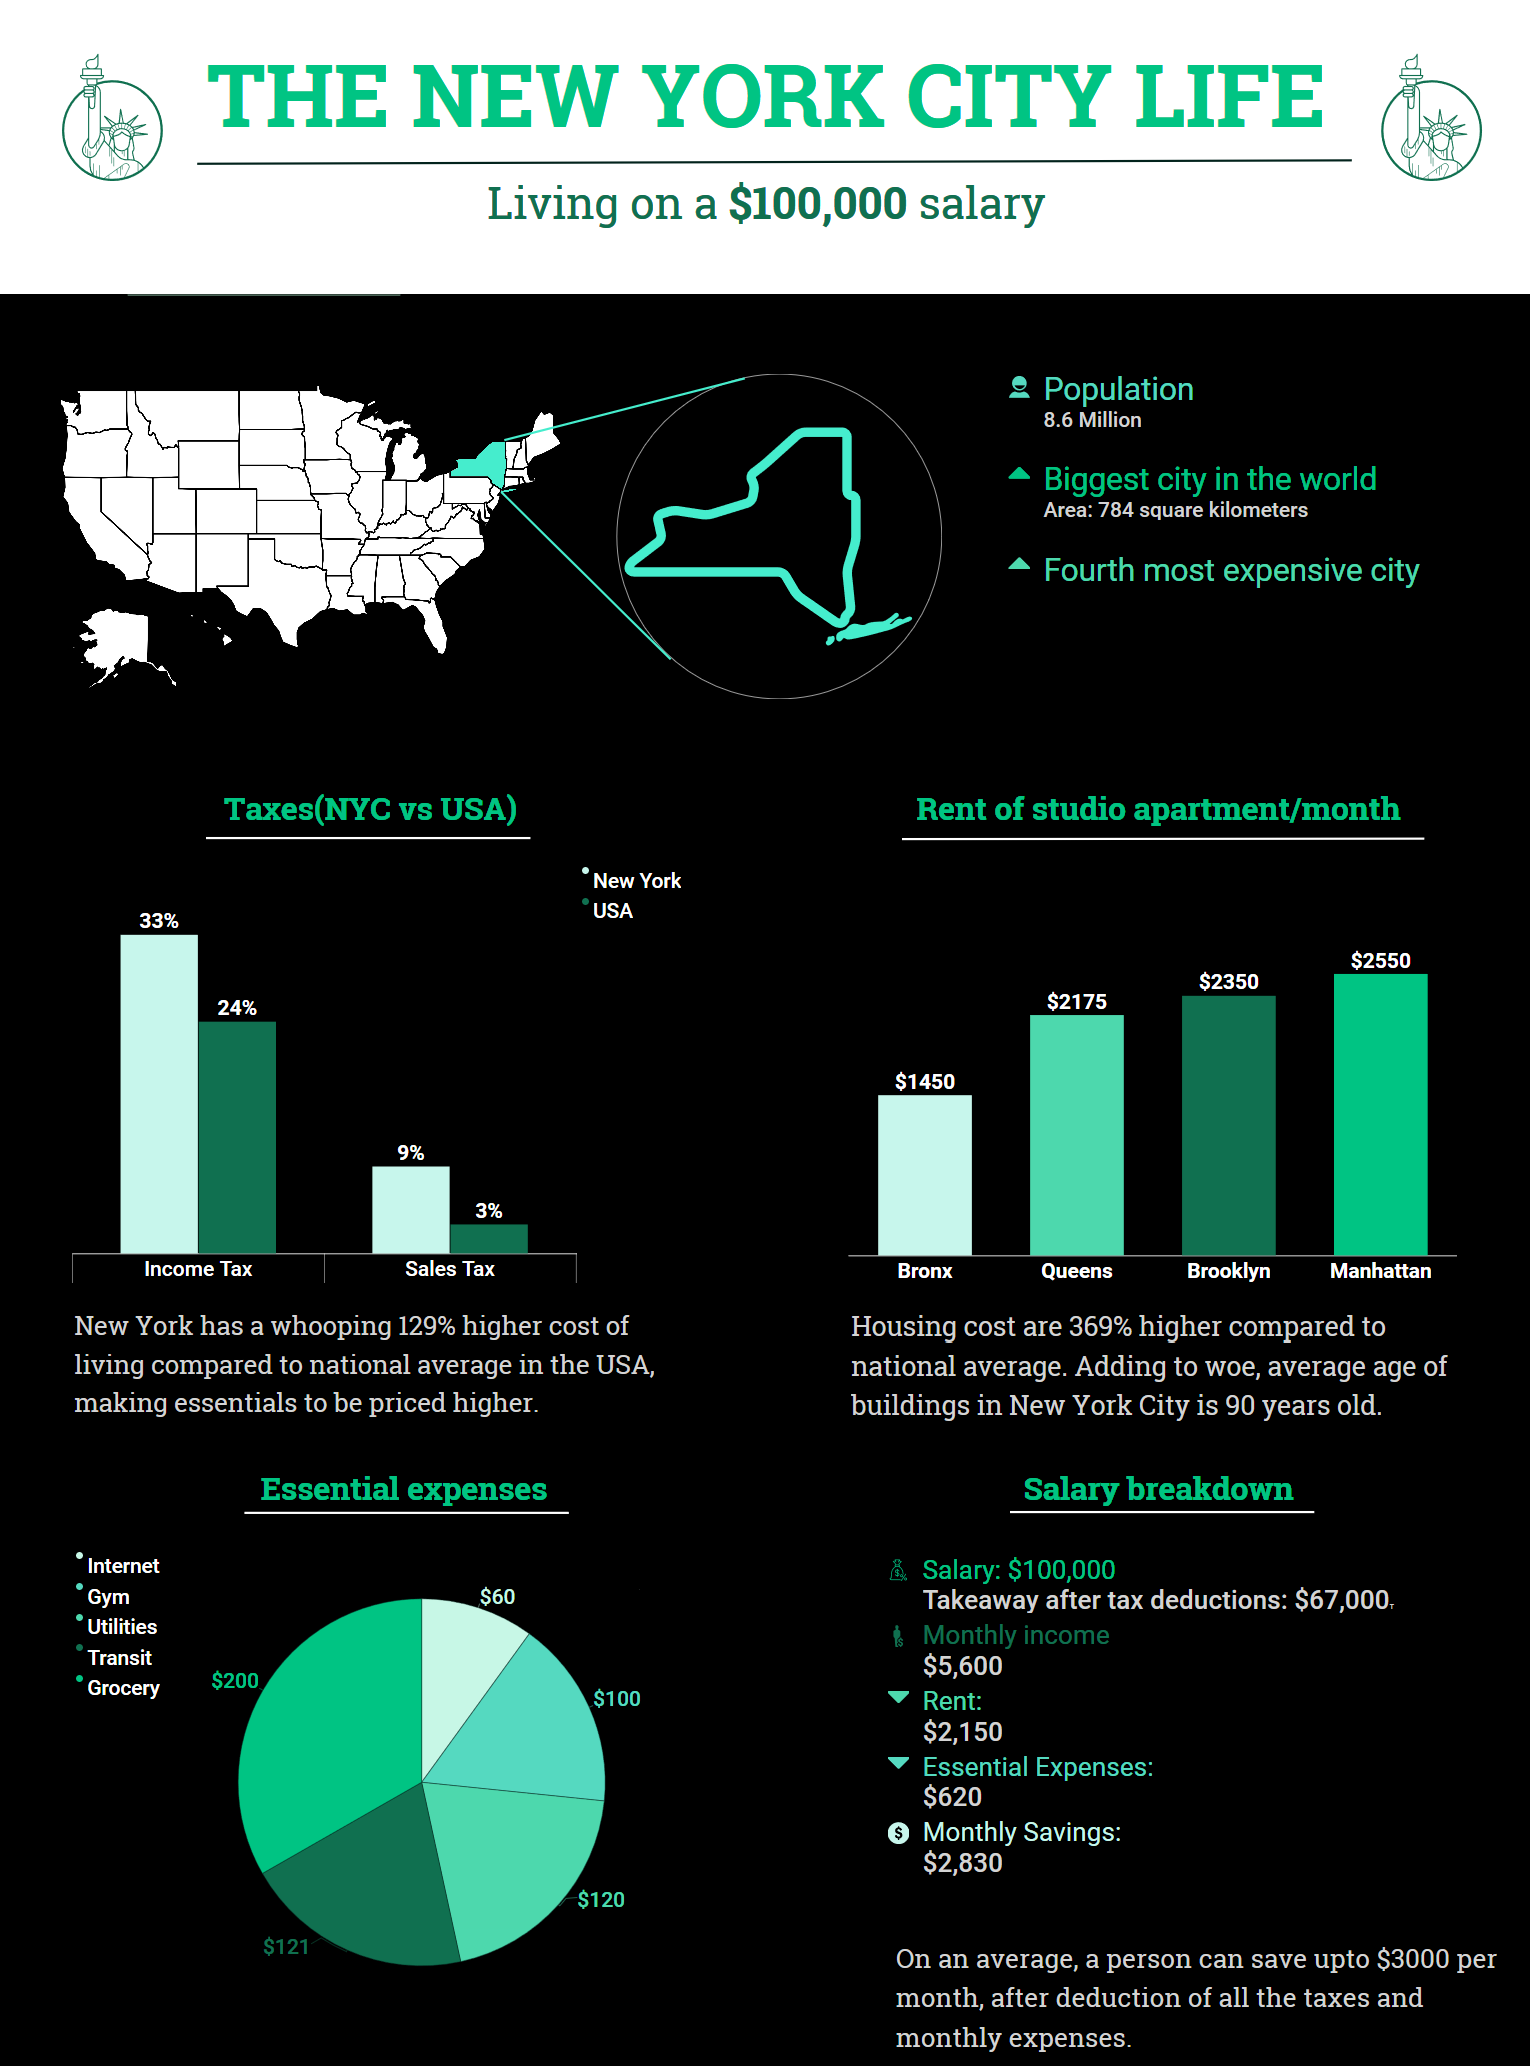 THE NEW YORK CITY LIFE
Living on a $100,000 salary
Population
8.6 Million
Biggest city in the world
Area: 784 square kilometers
Fourth most expensive city
Taxes(NYC vs USA)
New York
USA
33%
24%
9%
3%
Income Tax
Sales Tax
New York has a whooping 129% higher cost of
living compared to national average in the USA,
making essentials to be priced higher.
Rent of studio apartment/month
$1450
$2175
$2350
$2550
Bronx
Queens
Brooklyn
Manhattan
Housing cost are 369% higher compared to
national average. Adding to woe, average age of
buildings in New York City is 90 years old.
Essential expenses
Internet
Gym
Utilities
Transit
Grocery
$60
$100
$120
$121
$200
Salary breakdown
Salary: $100,000
Takeaway after tax deductions: $67,000
Monthly income
$5,600
Rent:
$2,150
Essential Expenses:
$620
Monthly Savings:
$2,830
On an average, a person can save upto $3000 per
month, after deduction of all the taxes and
monthly expenses.